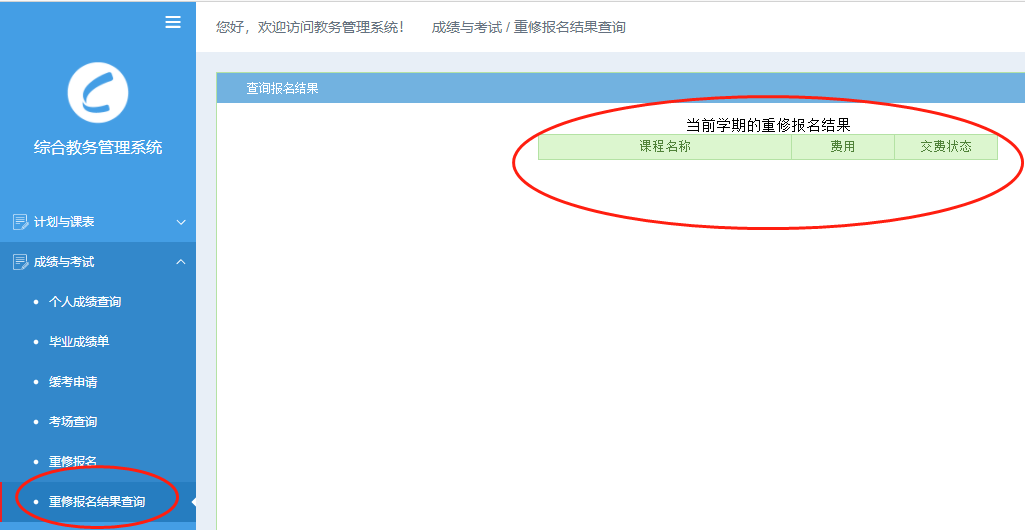 您好，欢迎访问教务管理系统！ 成绩与考试 / 重修报名结果查询
综合教务管理系统
计划与课表
成绩与考试
个人成绩查询
毕业成绩单
缓考申请
考场查询
重修报名
重修报名结果查询
查询报名结果
当前学期的重修报名结果
课程名称 费用 交费状态